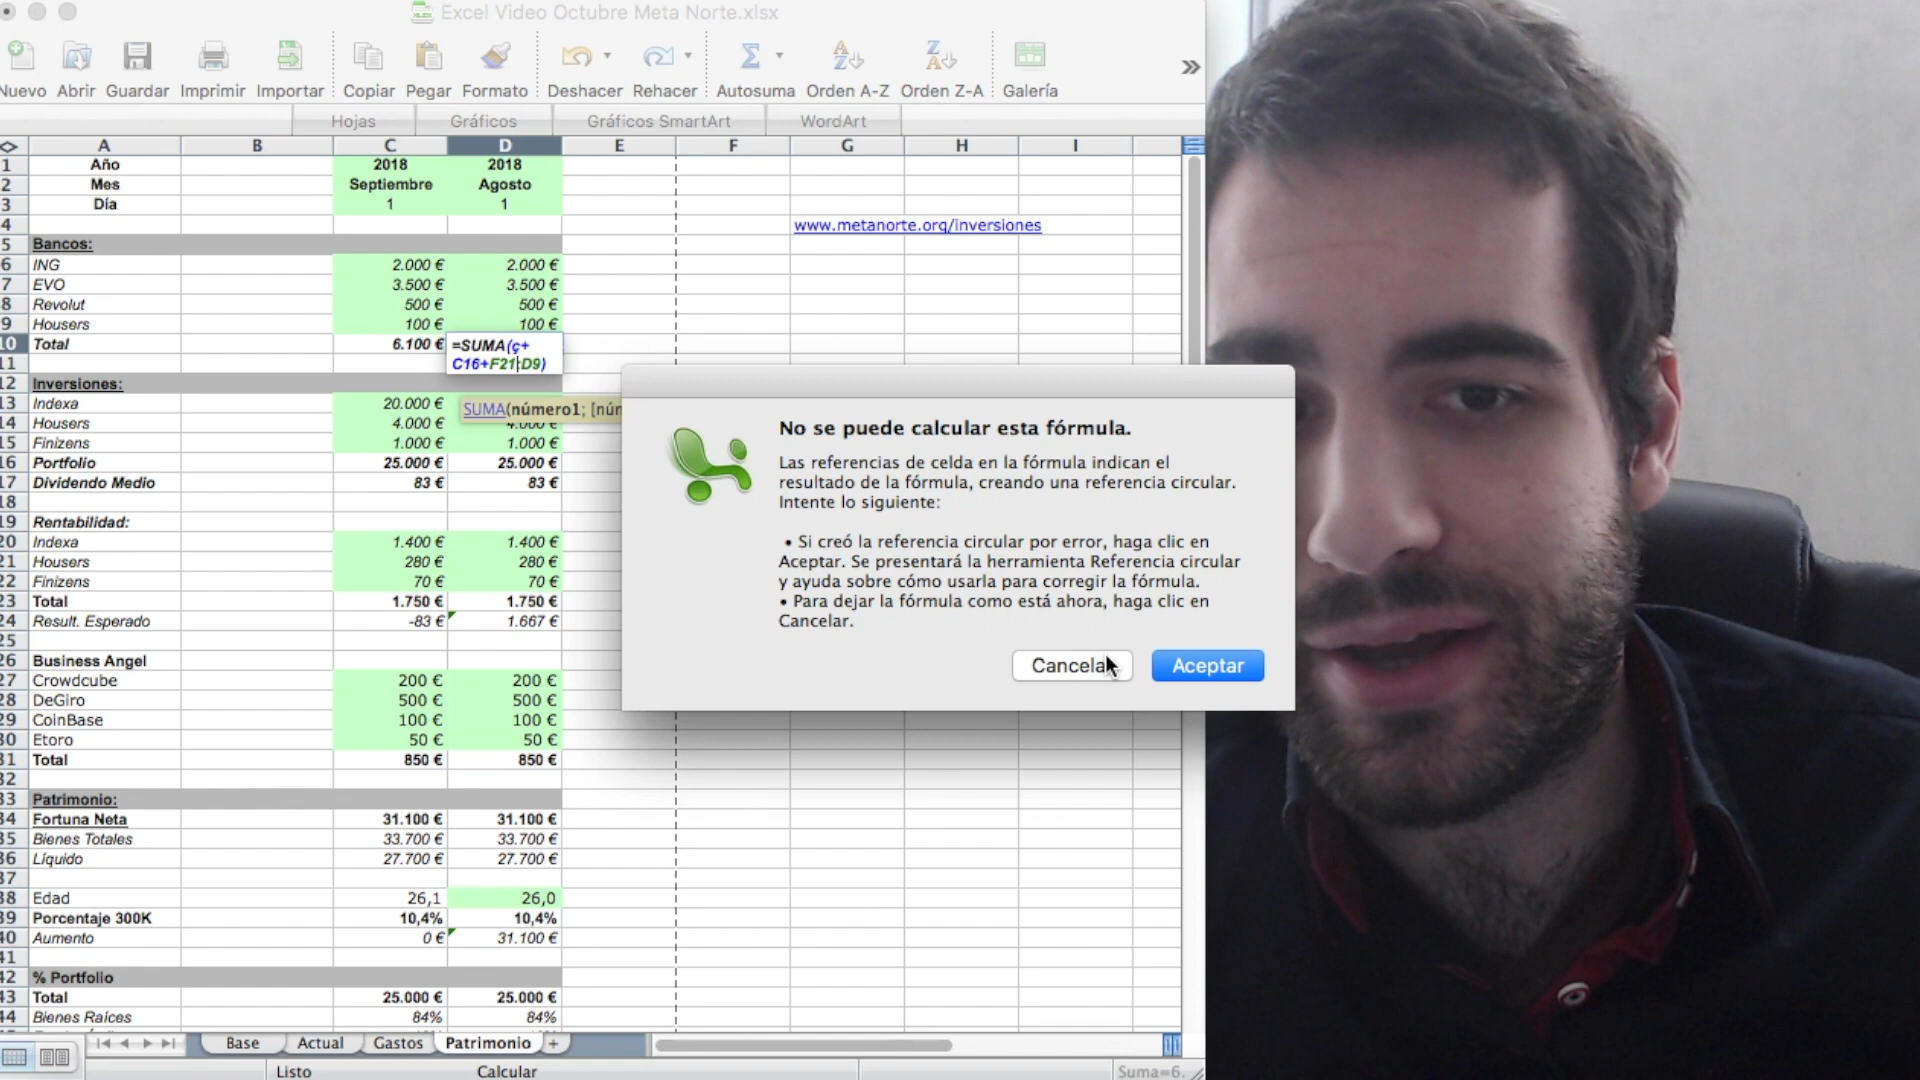 Excel Video Octubre Meta Norte.xlsx
Nuevo Abrir Guardar Imprimir Importar Copiar Pegar Formato Deshacer Rehacer Autosuma Orden A-Z Orden Z-A Galería
Hojas Gráficos Gráficos SmartArt WordArt
A B C D E F G H I
1 Año 2018 2018
2 Mes Septiembre Agosto
3 Día 1 1
4 www.metanorte.org/inversiones
5 Bancos:
6 ING 2.000 € 2.000 €
7 EVO 3.500 € 3.500 €
8 Revolut 500 € 500 €
9 Housers 100 € 100 €
10 Total 6.100 € =SUMA(ç+
11 C16+F21:D9)
12 Inversiones:
13 Indexa 20.000 € SUMA(número1; [núr
14 Housers 4.000 € 4.000 €
15 Finizens 1.000 € 1.000 €
16 Portfolio 25.000 € 25.000 €
17 Dividendo Medio 83 € 83 €
18
19 Rentabilidad:
20 Indexa 1.400 € 1.400 €
21 Housers 280 € 280 €
22 Finizens 70 € 70 €
23 Total 1.750 € 1.750 €
24 Result. Esperado -83 € 1.667 €
25
26 Business Angel
27 Crowdcube 200 € 200 €
28 DeGiro 500 € 500 €
29 CoinBase 100 € 100 €
30 Etoro 50 € 50 €
31 Total 850 € 850 €
32
33 Patrimonio:
34 Fortuna Neta 31.100 € 31.100 €
35 Bienes Totales 33.700 € 33.700 €
36 Líquido 27.700 € 27.700 €
37
38 Edad 26,1 26,0
39 Porcentaje 300K 10,4% 10,4%
40 Aumento 0 € 31.100 €
41
42 % Portfolio
43 Total 25.000 € 25.000 €
44 Bienes Raíces 84% 84%
No se puede calcular esta fórmula.
Las referencias de celda en la fórmula indican el
resultado de la fórmula, creando una referencia circular.
Intente lo siguiente:
• Si creó la referencia circular por error, haga clic en
Aceptar. Se presentará la herramienta Referencia circular
y ayuda sobre cómo usarla para corregir la fórmula.
• Para dejar la fórmula como está ahora, haga clic en
Cancelar.
Cancela Aceptar
Base Actual Gastos Patrimonio +
Listo Calcular Suma=6.